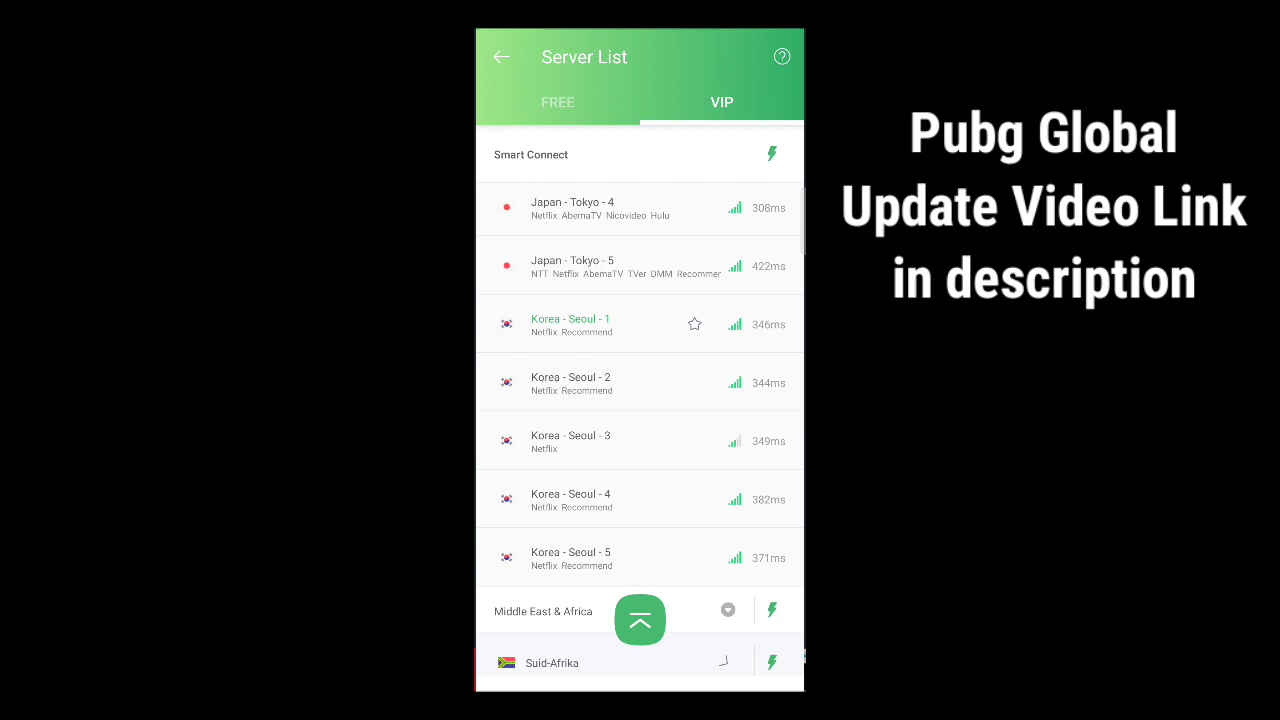 Server List
FREE
VIP
Smart Connect
Japan - Tokyo - 4
Netflix AbemaTV Nicovideo Hulu
308ms
Japan - Tokyo - 5
NTT Netflix AbemaTV TVer DMM Recommer
422ms
Korea - Seoul - 1
Netflix Recommend
346ms
Korea - Seoul - 2
Netflix Recommend
344ms
Korea - Seoul - 3
Netflix
349ms
Korea - Seoul - 4
Netflix Recommend
382ms
Korea - Seoul - 5
Netflix Recommend
371ms
Middle East & Africa
Suid-Afrika
Pubg Global
Update Video Link
in description